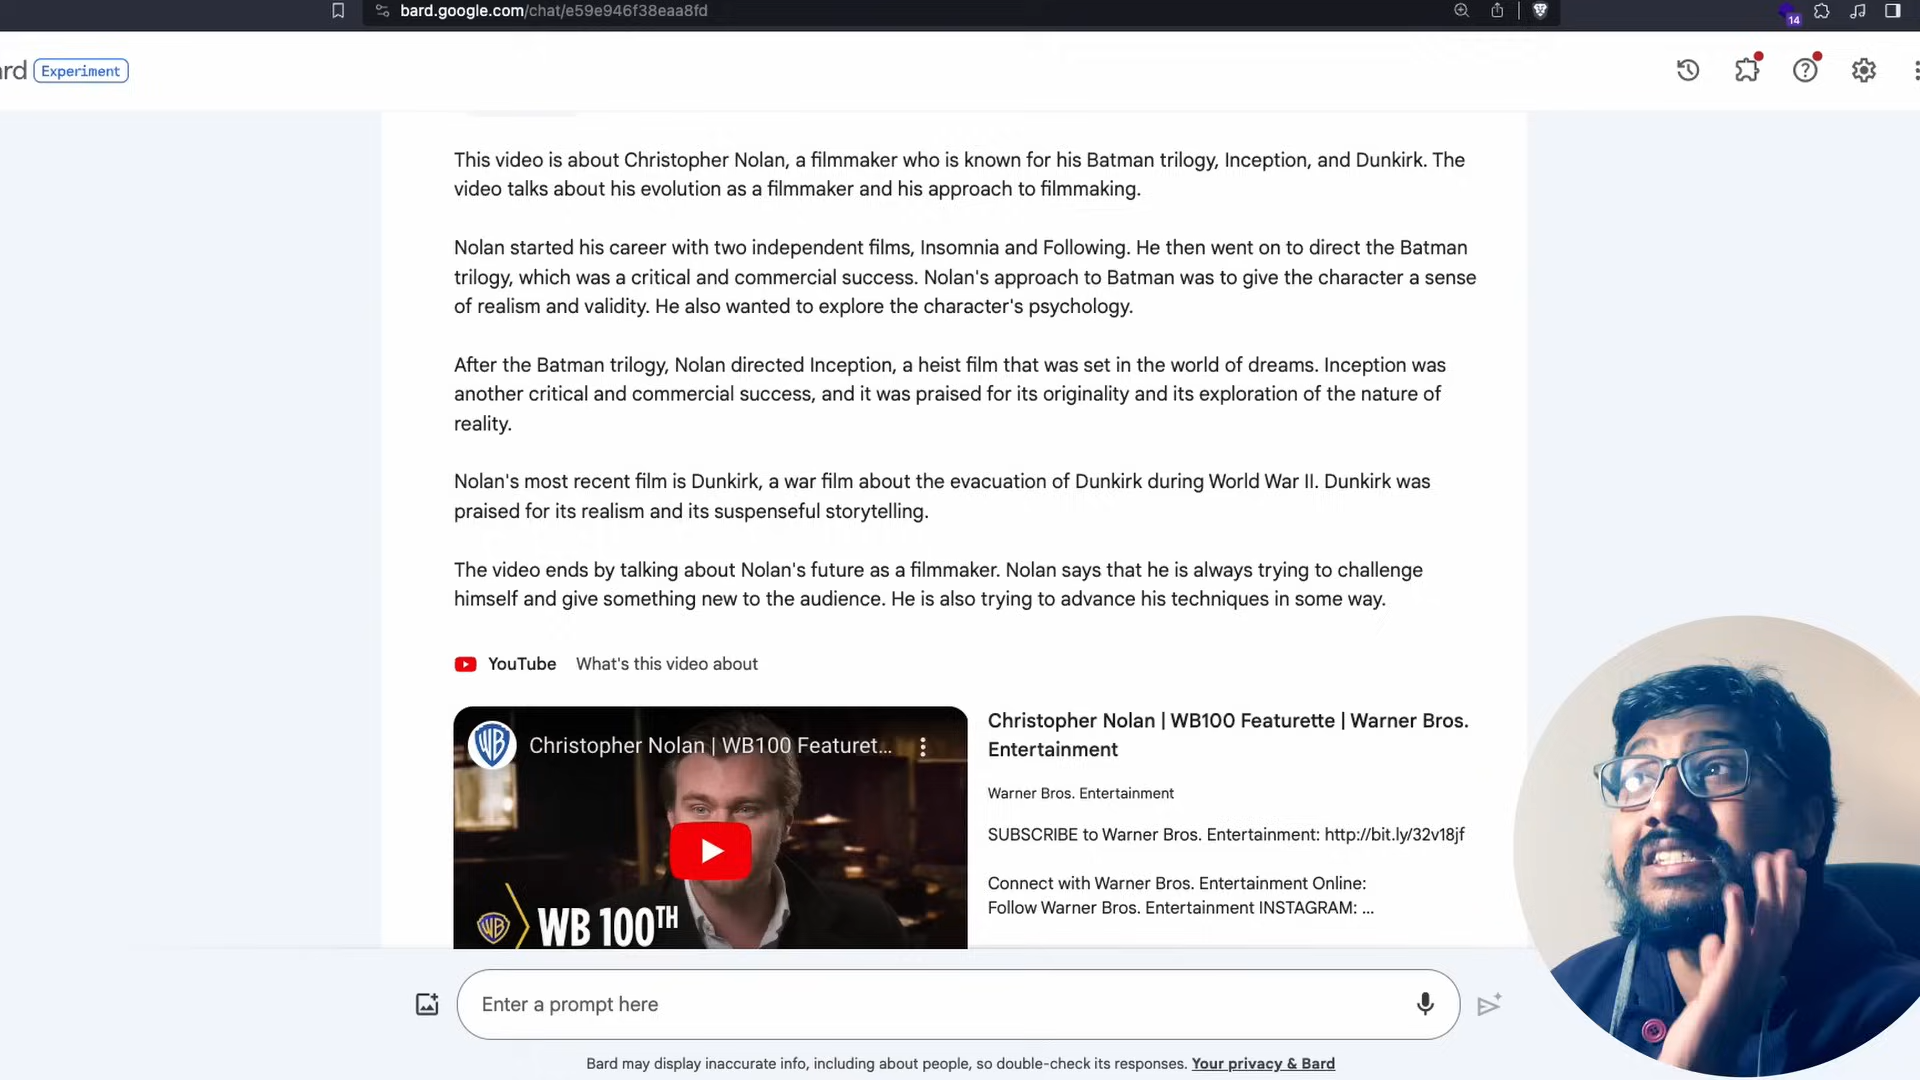 bard.google.com/chat/e59e946f38eaa8fd
14
ard Experiment
This video is about Christopher Nolan, a filmmaker who is known for his Batman trilogy, Inception, and Dunkirk. The
video talks about his evolution as a filmmaker and his approach to filmmaking.
Nolan started his career with two independent films, Insomnia and Following. He then went on to direct the Batman
trilogy, which was a critical and commercial success. Nolan's approach to Batman was to give the character a sense
of realism and validity. He also wanted to explore the character's psychology.
After the Batman trilogy, Nolan directed Inception, a heist film that was set in the world of dreams. Inception was
another critical and commercial success, and it was praised for its originality and its exploration of the nature of
reality.
Nolan's most recent film is Dunkirk, a war film about the evacuation of Dunkirk during World War II. Dunkirk was
praised for its realism and its suspenseful storytelling.
The video ends by talking about Nolan's future as a filmmaker. Nolan says that he is always trying to challenge
himself and give something new to the audience. He is also trying to advance his techniques in some way.
YouTube What's this video about
WB Christopher Nolan | WB100 Featuret...
WB WB 100TH
Christopher Nolan | WB100 Featurette | Warner Bros.
Entertainment
Warner Bros. Entertainment
SUBSCRIBE to Warner Bros. Entertainment: http://bit.ly/32v18jf
Connect with Warner Bros. Entertainment Online:
Follow Warner Bros. Entertainment INSTAGRAM: ...
Enter a prompt here
Bard may display inaccurate info, including about people, so double-check its responses. Your privacy & Bard